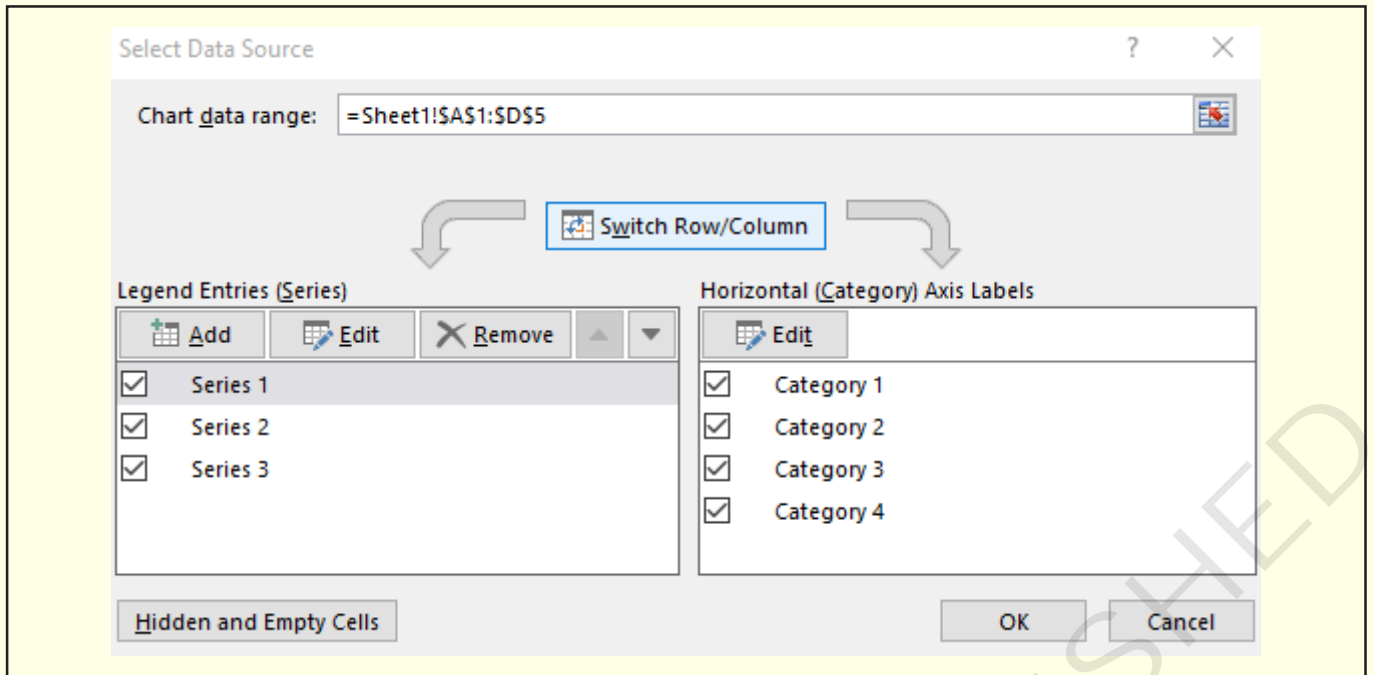 Select Data Source ?
Chart data range: =Sheet1!$A$1:$D$5
Switch Row/Column
Legend Entries (Series)
Add Edit Remove
Series 1
Series 2
Series 3
Horizontal (Category) Axis Labels
Edit
Category 1
Category 2
Category 3
Category 4
Hidden and Empty Cells
OK Cancel